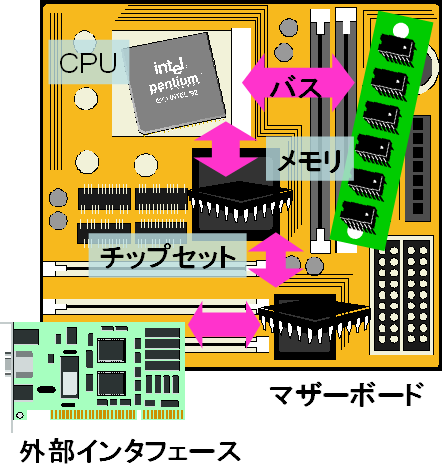 CPU
intel
pentium
バス
メモリ
チップセット
マザーボード
外部インタフェース